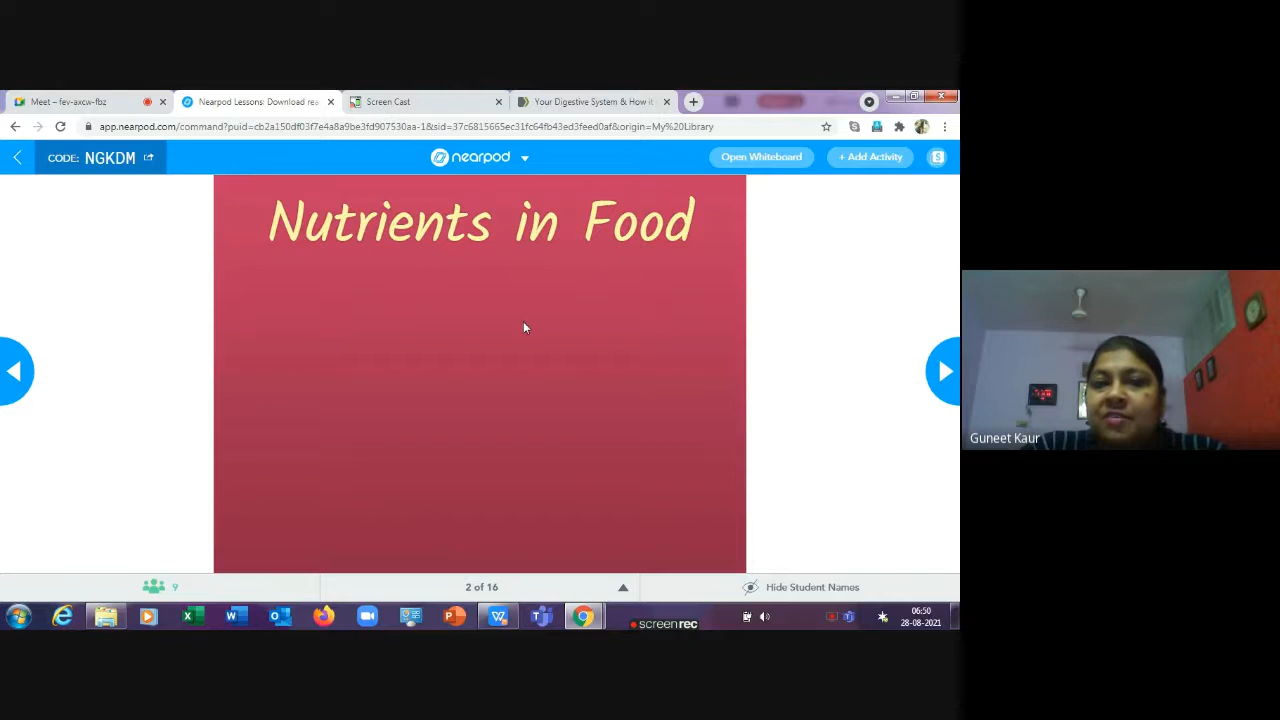 Meet – fev-axcw-fbz
Nearpod Lessons: Download rea
Screen Cast
Your Digestive System & How it
app.nearpod.com/command?puid=cb2a150df03f7e4a8a9be3fd907530aa-1&sid=37c6815665ec31fc64fb43ed3feed0af&origin=My%20Library
CODE: NGKDM
nearpod
Open Whiteboard
+ Add Activity
S
Nutrients in Food
Guneet Kaur
9
2 of 16
Hide Student Names
screenrec
06:50
28-08-2021